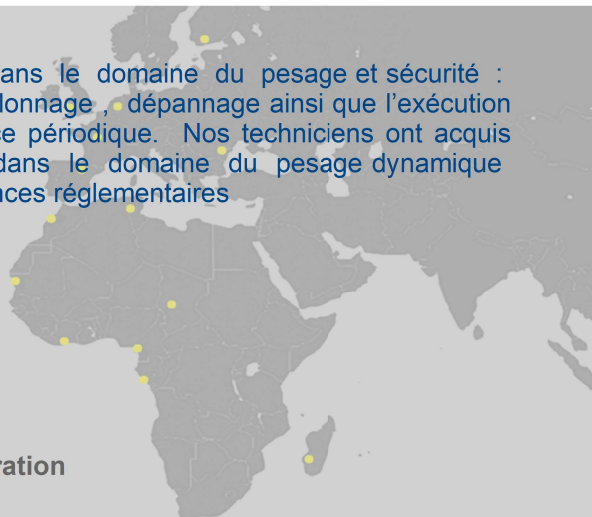 ans le domaine du pesage et sécurité :
lonnage , dépannage ainsi que l’exécution
ce périodique. Nos techniciens ont acquis
dans le domaine du pesage dynamique
nces réglementaires
ration